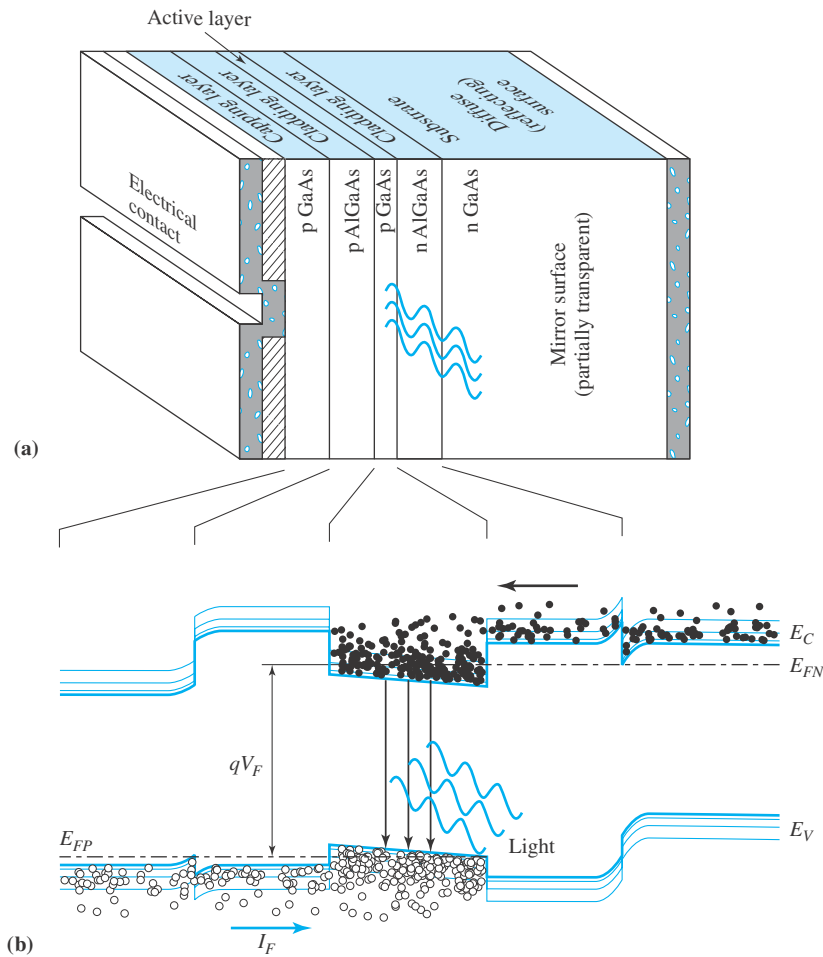 Active layer
Capping layer
Cladding layer
Cladding layer
Substrate
Diffuse
(reflecting)
surface
Electrical
contact
p GaAs
p AlGaAs
p GaAs
n AlGaAs
n GaAs
Mirror surface
(partially transparent)
(a)
E_C
E_FN
qV_F
E_FP
E_V
Light
I_F
(b)